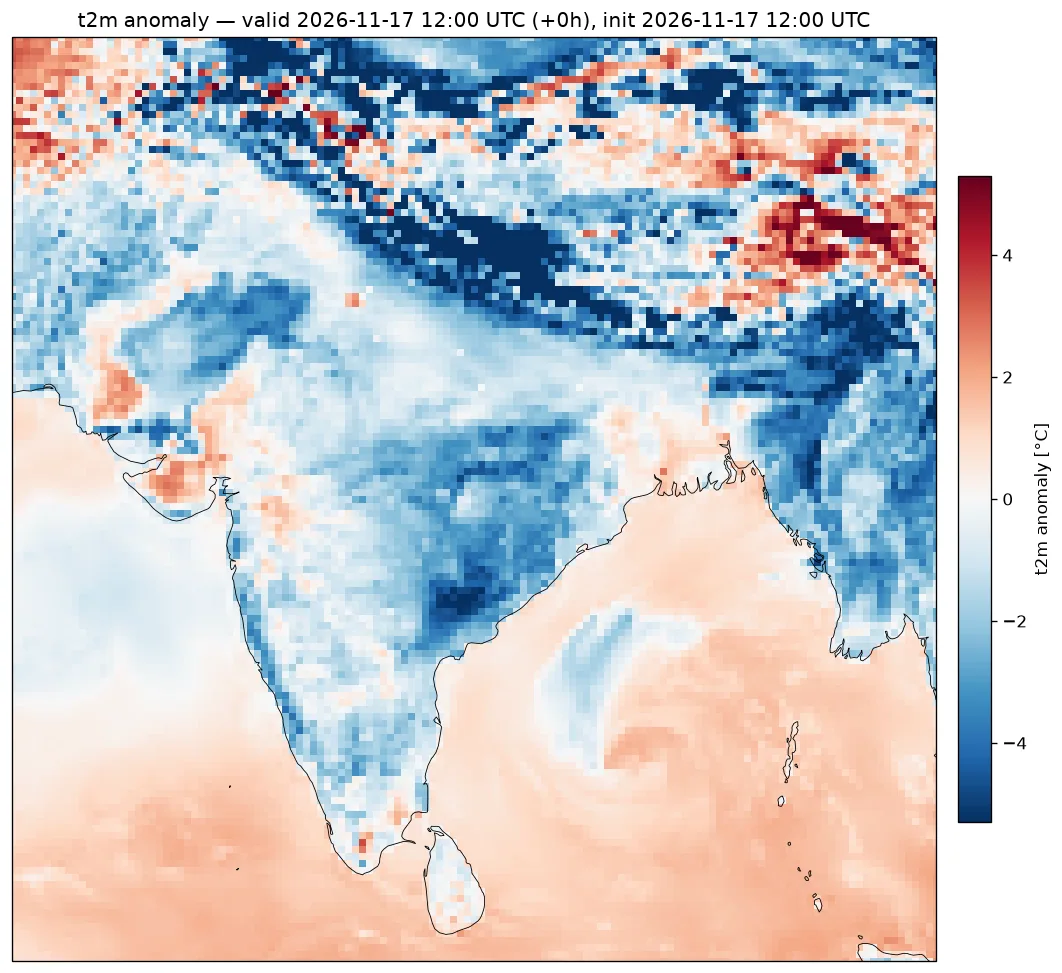 t2m anomaly — valid 2026-11-17 12:00 UTC (+0h), init 2026-11-17 12:00 UTC
4
2
0
−2
−4
t2m anomaly [°C]